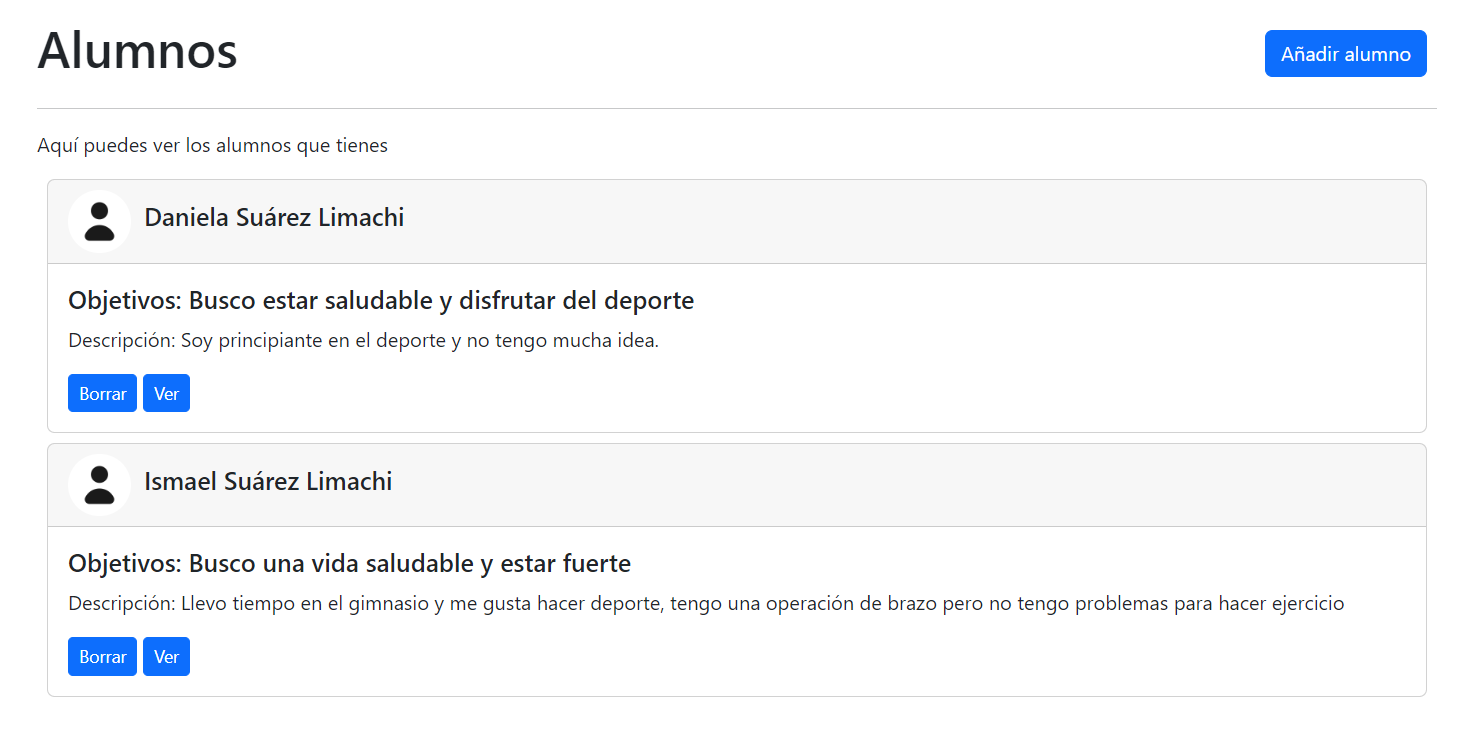 Alumnos
Añadir alumno
Aquí puedes ver los alumnos que tienes
Daniela Suárez Limachi
Objetivos: Busco estar saludable y disfrutar del deporte
Descripción: Soy principiante en el deporte y no tengo mucha idea.
Borrar Ver
Ismael Suárez Limachi
Objetivos: Busco una vida saludable y estar fuerte
Descripción: Llevo tiempo en el gimnasio y me gusta hacer deporte, tengo una operación de brazo pero no tengo problemas para hacer ejercicio
Borrar Ver